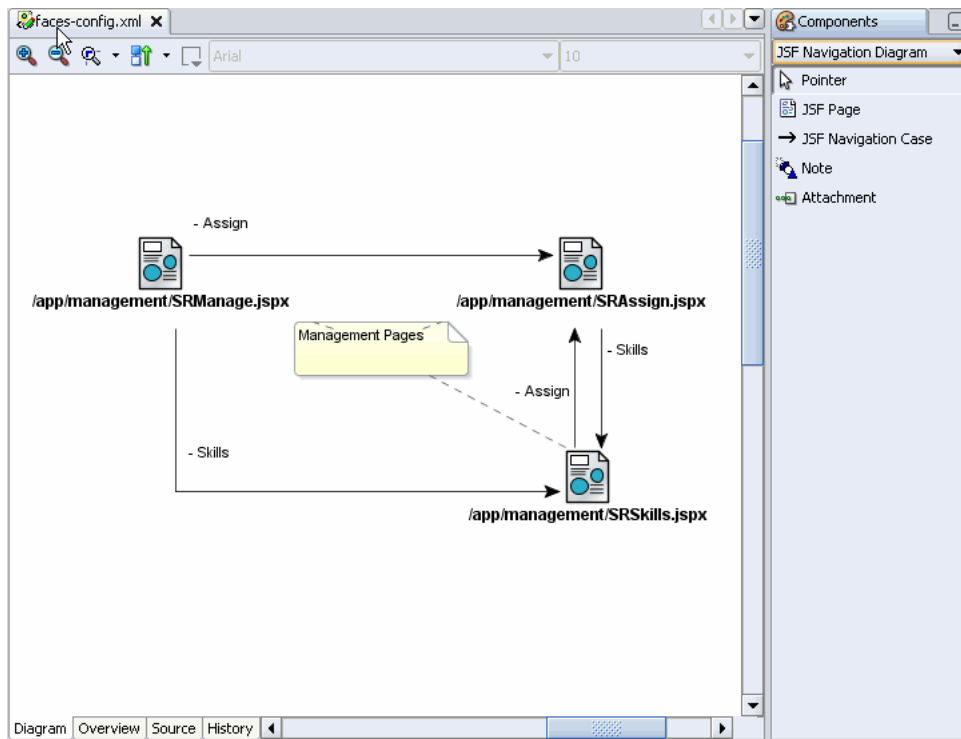 faces-config.xml
Components
Arial
10
JSF Navigation Diagram
Pointer
JSF Page
JSF Navigation Case
Note
Attachment
- Assign
/app/management/SRManage.jspx
/app/management/SRAssign.jspx
Management Pages
- Skills
- Assign
- Skills
/app/management/SRSkills.jspx
Diagram
Overview
Source
History